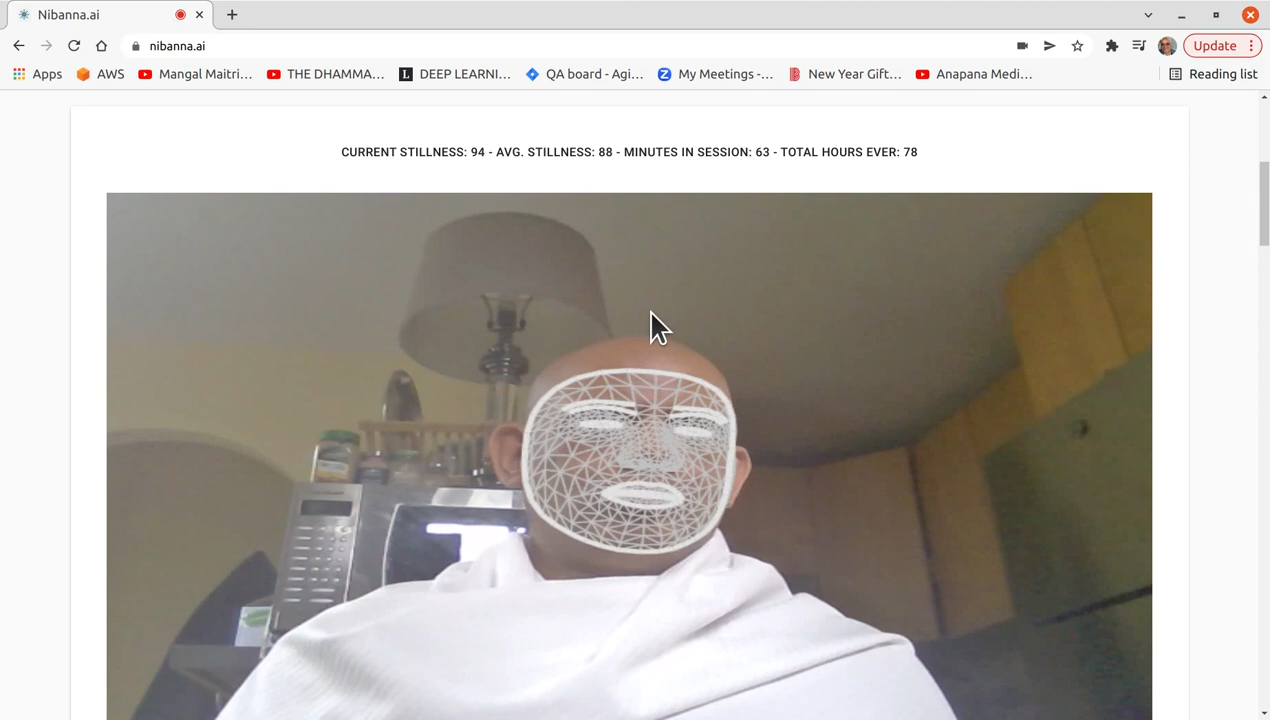 Nibanna.ai
nibanna.ai
Update
Apps
AWS
Mangal Maitri...
THE DHAMMA...
DEEP LEARNI...
QA board - Agi...
My Meetings -...
New Year Gift...
Anapana Medi...
Reading list
CURRENT STILLNESS: 94 - AVG. STILLNESS: 88 - MINUTES IN SESSION: 63 - TOTAL HOURS EVER: 78